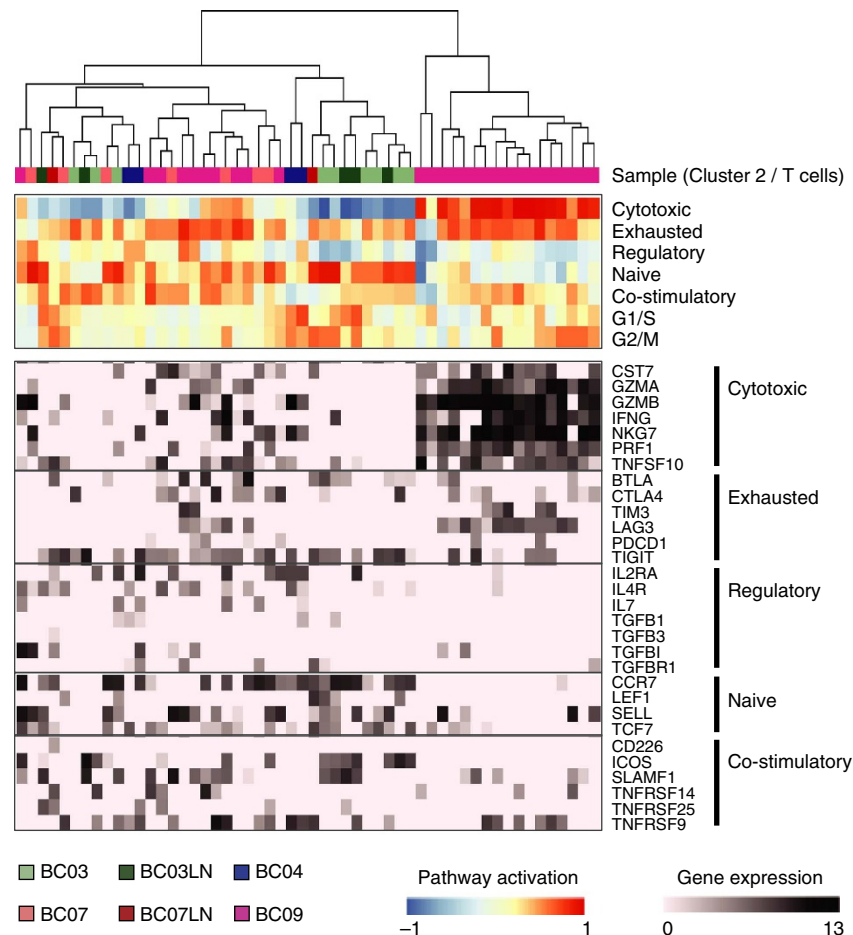 Sample (Cluster 2 / T cells)
Cytotoxic
Exhausted
Regulatory
Naive
Co-stimulatory
G1/S
G2/M
CST7
GZMA
GZMB
IFNG
NKG7
PRF1
TNFSF10
Cytotoxic
BTLA
CTLA4
TIM3
LAG3
PDCD1
TIGIT
Exhausted
IL2RA
IL4R
IL7
TGFB1
TGFB3
TGFBI
TGFBR1
Regulatory
CCR7
LEF1
SELL
TCF7
Naive
CD226
ICOS
SLAMF1
TNFRSF14
TNFRSF25
TNFRSF9
Co-stimulatory
BC03 BC03LN BC04
BC07 BC07LN BC09
Pathway activation
−1 1
Gene expression
0 13